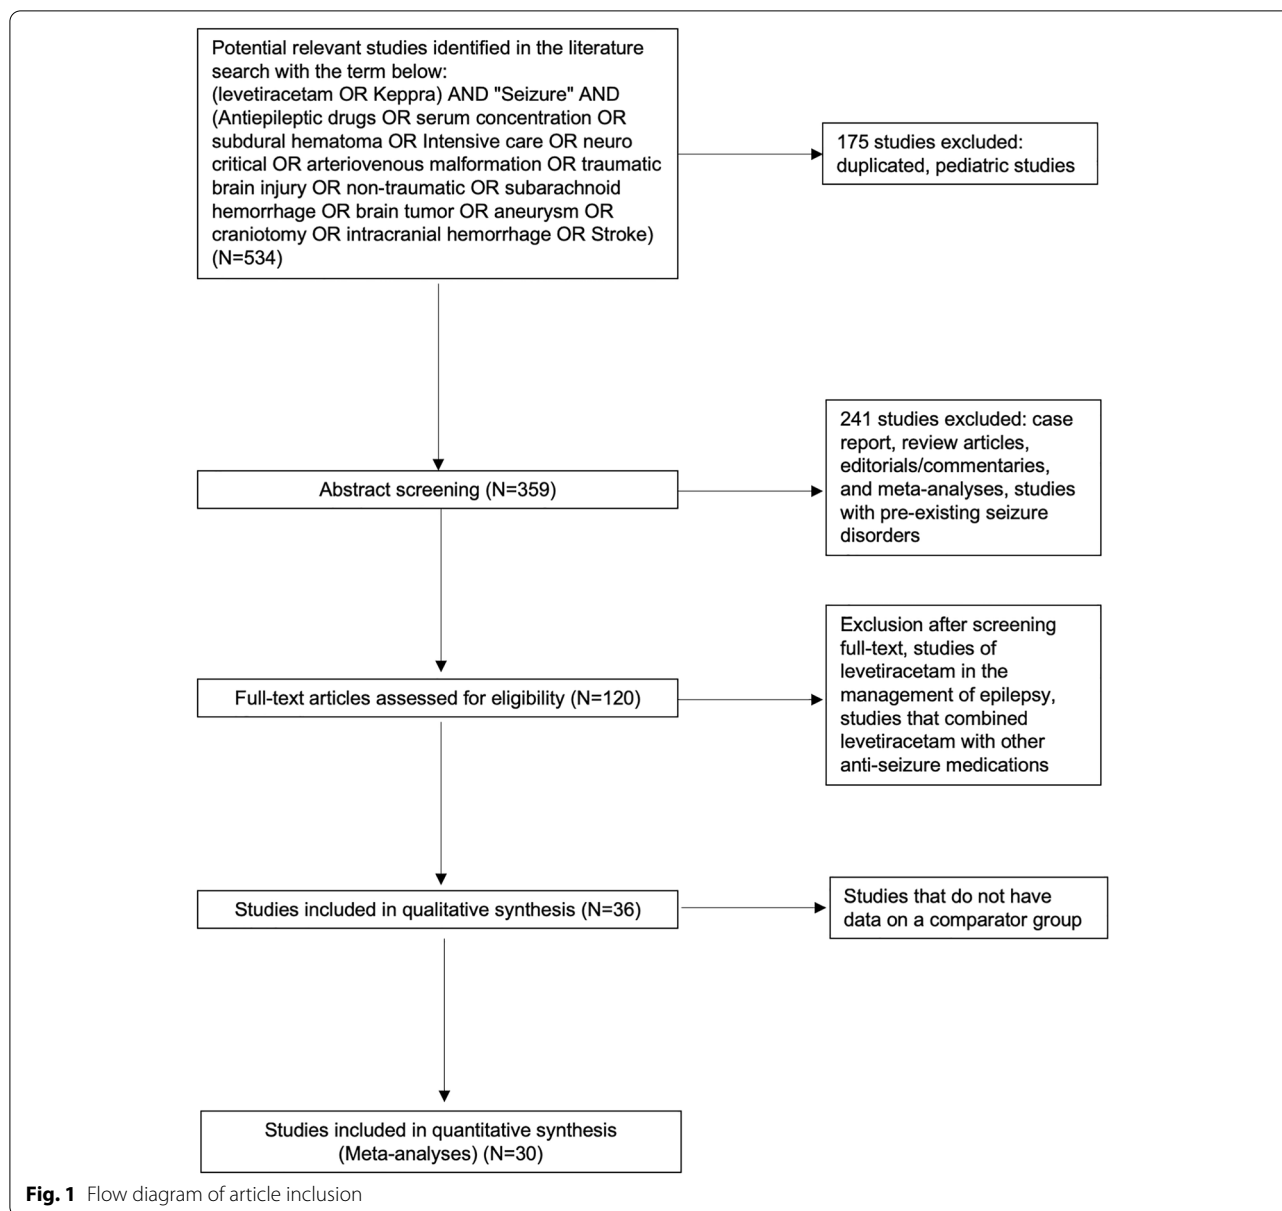 Potential relevant studies identified in the literature
search with the term below:
(levetiracetam OR Keppra) AND "Seizure" AND
(Antiepileptic drugs OR serum concentration OR
subdural hematoma OR Intensive care OR neuro
critical OR arteriovenous malformation OR traumatic
brain injury OR non-traumatic OR subarachnoid
hemorrhage OR brain tumor OR aneurysm OR
craniotomy OR intracranial hemorrhage OR Stroke)
(N=534)
175 studies excluded:
duplicated, pediatric studies
Abstract screening (N=359)
241 studies excluded: case
report, review articles,
editorials/commentaries,
and meta-analyses, studies
with pre-existing seizure
disorders
Full-text articles assessed for eligibility (N=120)
Exclusion after screening
full-text, studies of
levetiracetam in the
management of epilepsy,
studies that combined
levetiracetam with other
anti-seizure medications
Studies included in qualitative synthesis (N=36)
Studies that do not have
data on a comparator group
Studies included in quantitative synthesis
(Meta-analyses) (N=30)
Fig. 1 Flow diagram of article inclusion